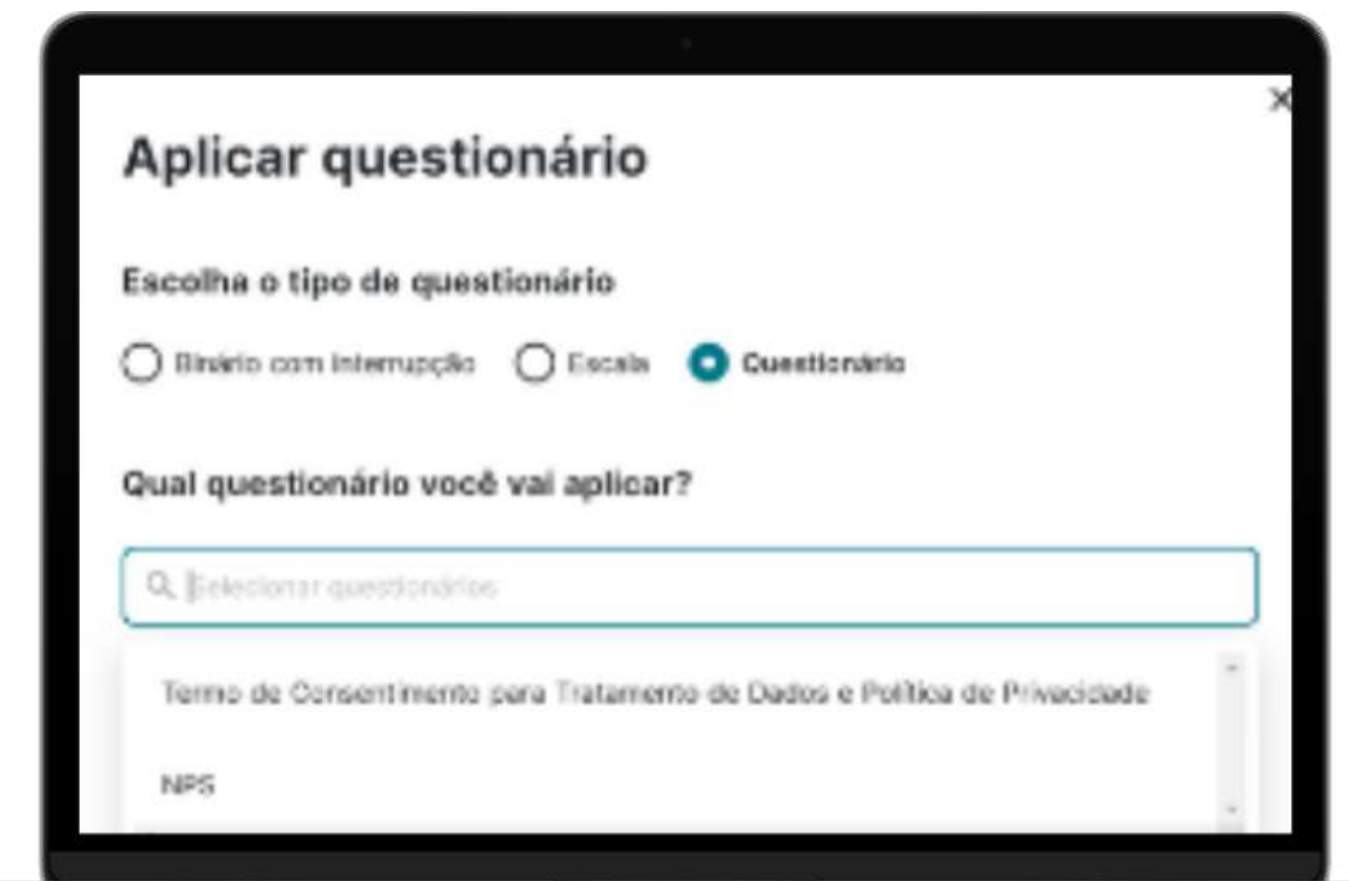 Aplicar questionário
Escolha o tipo de questionário
Binário com interrupção Escala Questionário
Qual questionário você vai aplicar?
Selecionar questionários
Termo de Consentimento para Tratamento de Dados e Política de Privacidade
NPS